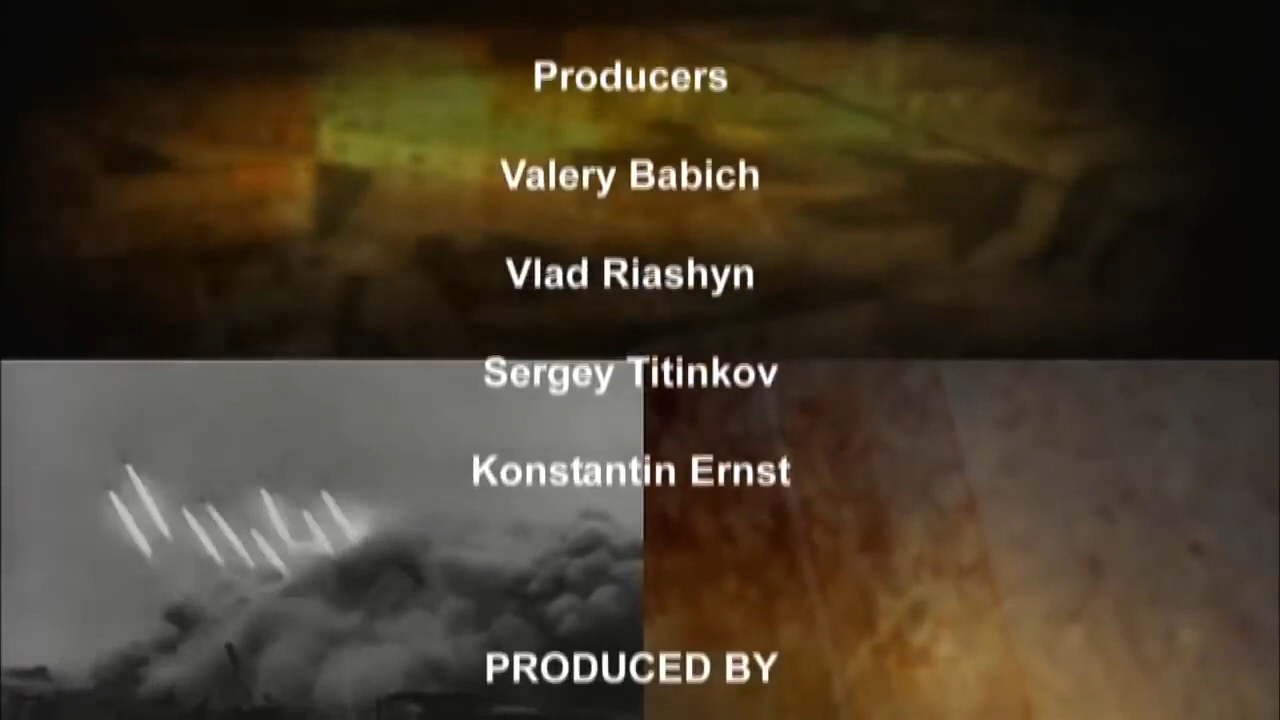 Producers
Valery Babich
Vlad Riashyn
Sergey Titinkov
Konstantin Ernst
PRODUCED BY